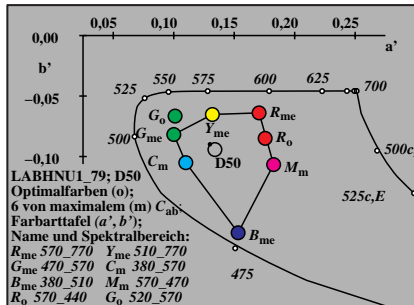 0,05 0,10 0,15 0,20 0,25
0,00
a'
b'
−0,05
−0,10
525 550 575 600 625 700
500
500c,
525c,E
475
Go
Gme
Yme
Rme
Ro
Cm
D50
Mm
Bme
LABHNU1_79; D50
Optimalfarben (o):
6 von maximalem (m) Cab,
Farbarttafel (a', b');
Name und Spektralbereich:
Rme 570_770 Yme 510_770
Gme 470_570 Cm 380_570
Bme 380_510 Mm 570_470
Ro 570_440 Go 520_570